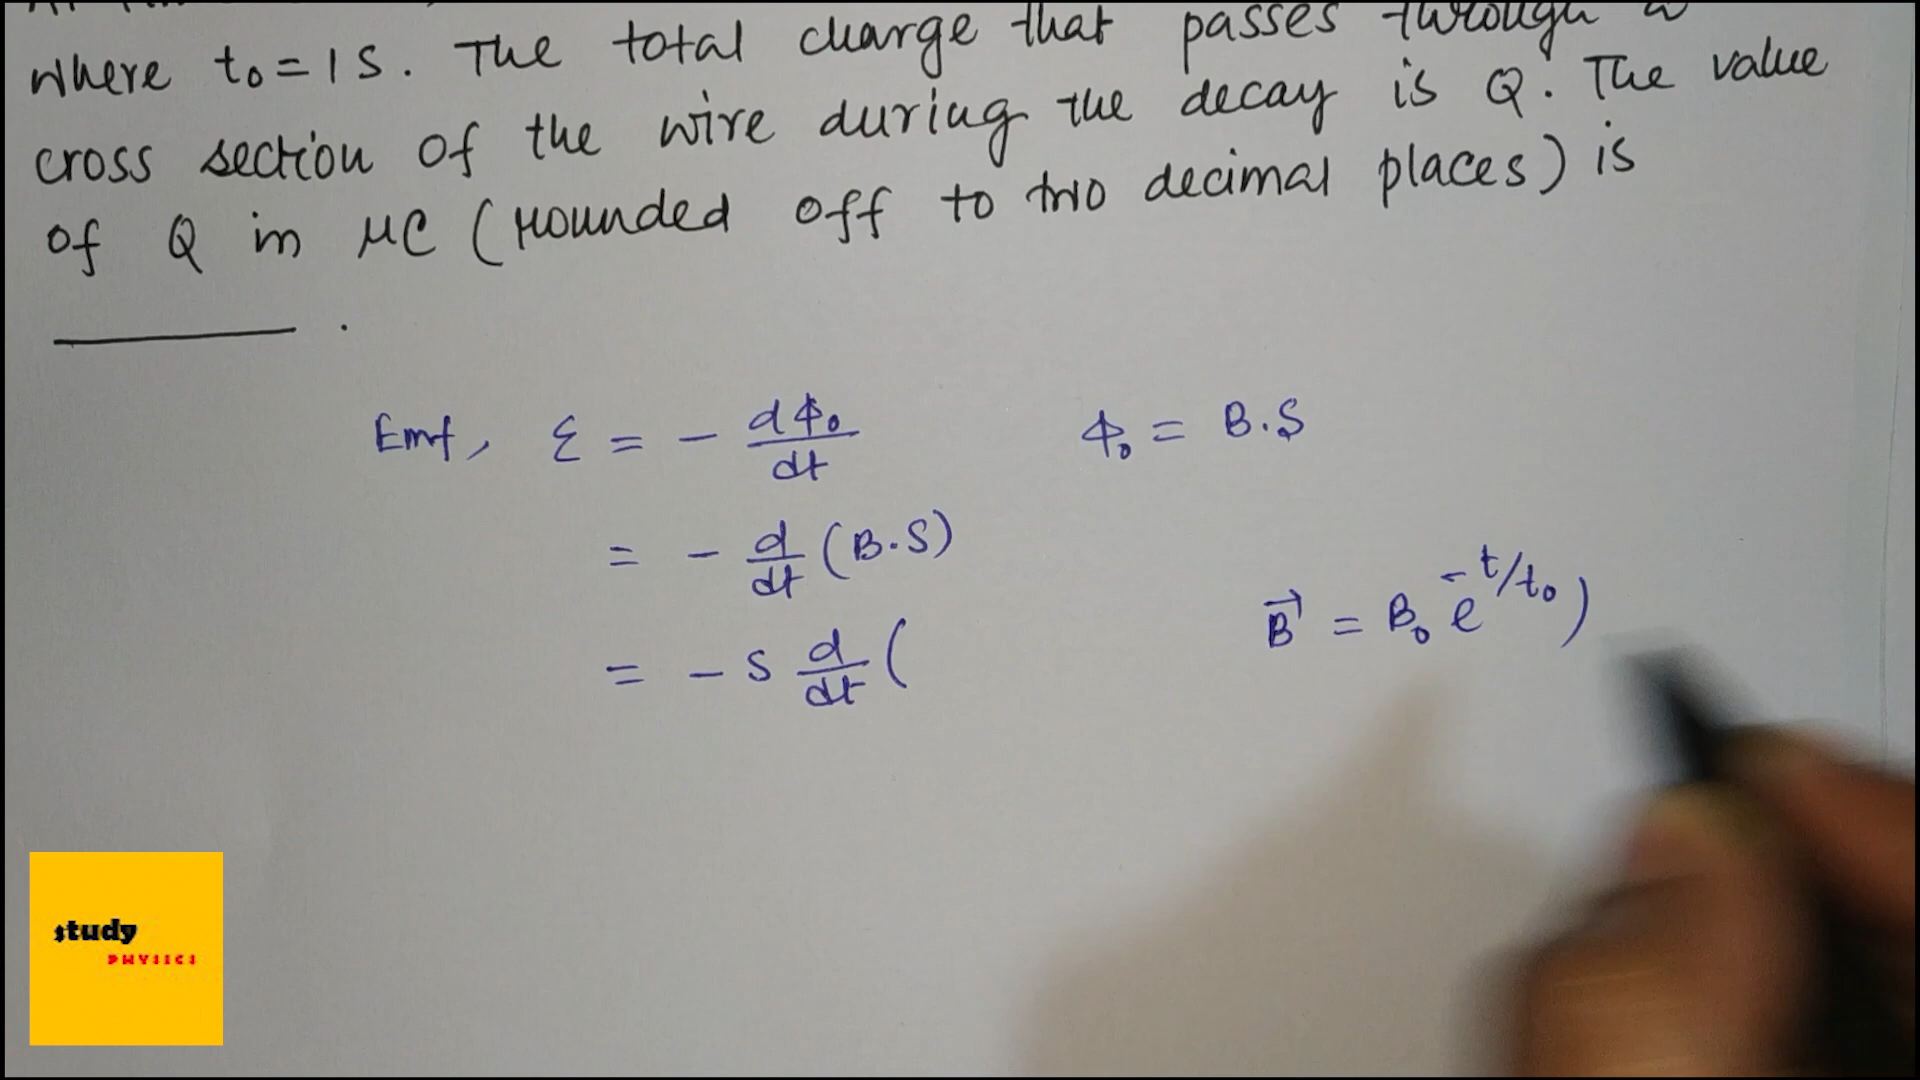 where t₀ = 1 s. The total charge that passes through a
cross section of the wire during the decay is Q. The value
of Q in μC (rounded off to two decimal places) is
______ .
Emf, ε = - dΦ₀/dt    Φ₀ = B.S
= - d/dt (B.S)
B⃗ = B₀ e^-t/t₀ )
= - S d/dt (
study
PHYSICS